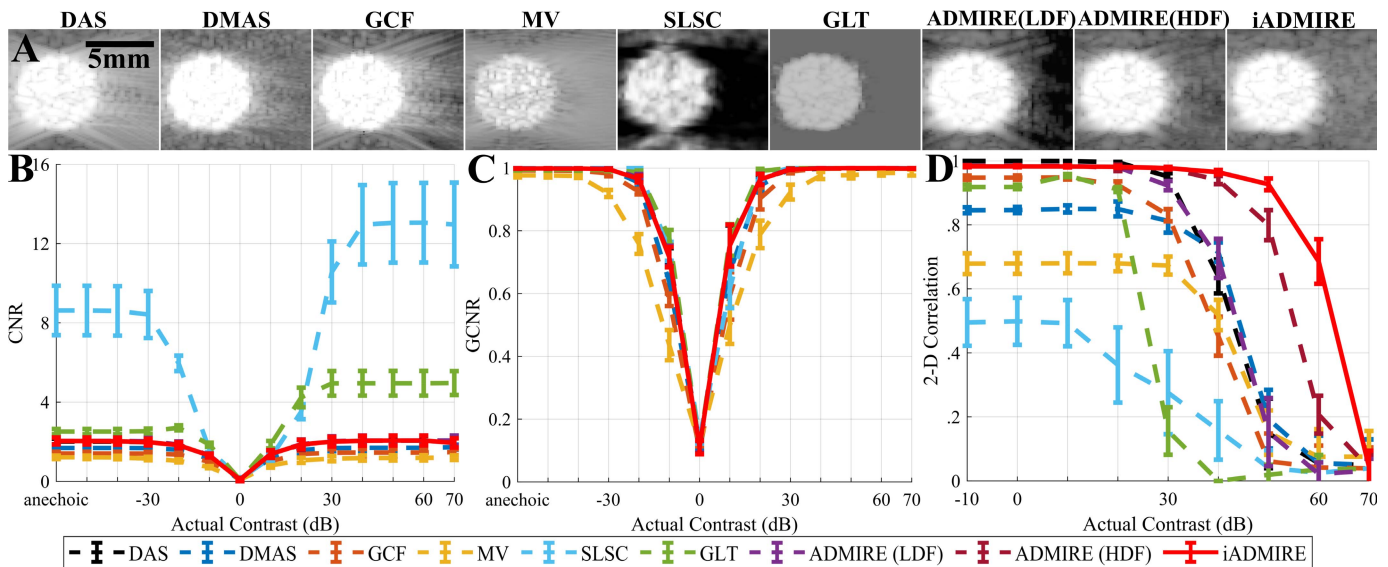 DAS DMAS GCF MV SLSC GLT ADMIRE(LDF) ADMIRE(HDF) iADMIRE
A
5mm
B
16
12
8
4
0
CNR
anechoic -30 0 30 60 70
Actual Contrast (dB)
C
1
0.8
0.6
0.4
0.2
0
GCNR
anechoic -30 0 30 60 70
Actual Contrast (dB)
D
1
.8
.6
.4
.2
0
2-D Correlation
-10 0 30 60 70
Actual Contrast (dB)
DAS DMAS GCF MV SLSC GLT ADMIRE (LDF) ADMIRE (HDF) iADMIRE